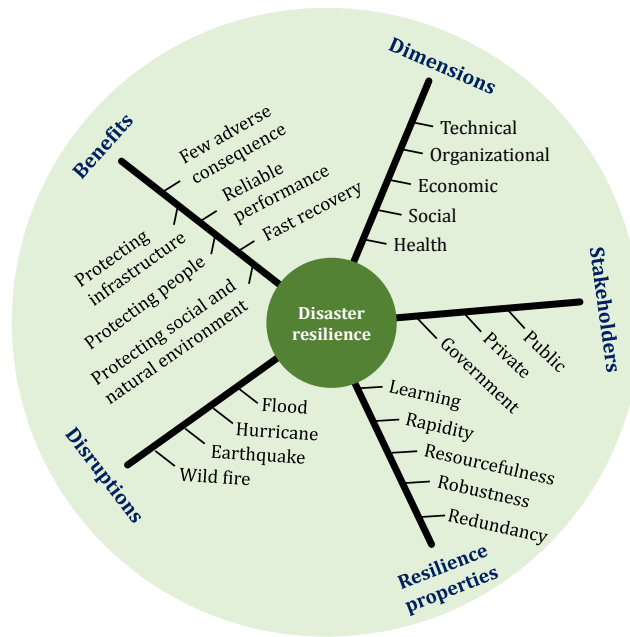 Dimensions
Technical
Organizational
Economic
Social
Health
Benefits
Few adverse
consequence
Reliable
performance
Fast recovery
Protecting
infrastructure
Protecting people
Protecting social and
natural environment
Disaster
resilience
Stakeholders
Public
Private
Government
Disruptions
Flood
Hurricane
Earthquake
Wild fire
Learning
Rapidity
Resourcefulness
Robustness
Redundancy
Resilience
properties